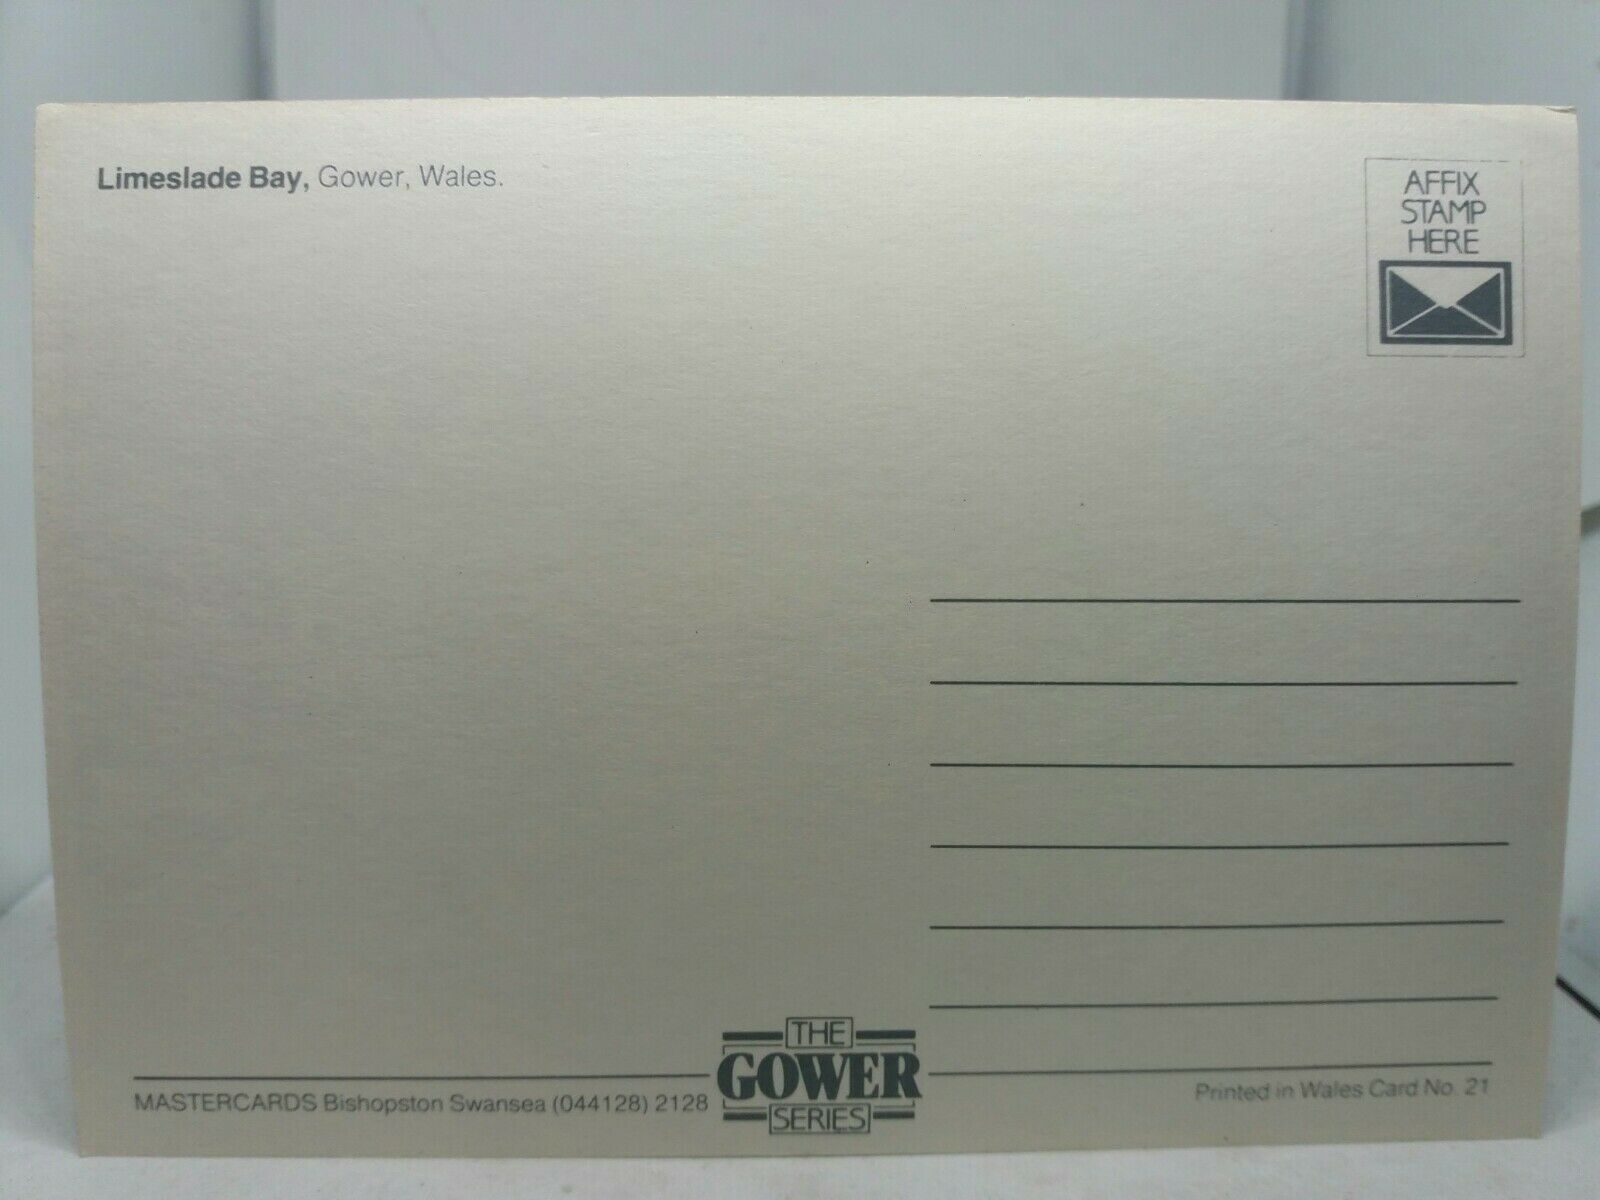 Limeslade Bay, Gower, Wales.
AFFIX
STAMP
HERE
THE
GOWER
SERIES
MASTERCARDS Bishopston Swansea (044128) 2128
Printed in Wales Card No. 21